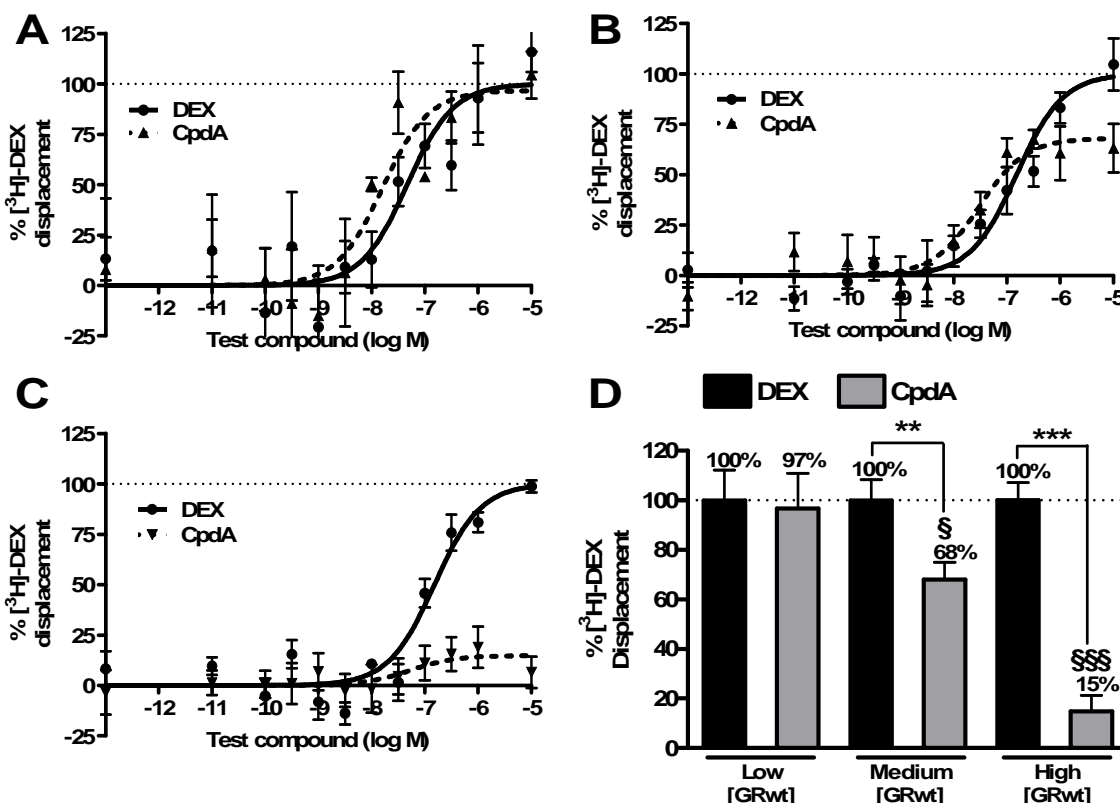 A
125
100
75
50
25
0
-25
% [³H]-DEX
displacement
DEX
CpdA
-12 -11 -10 -9 -8 -7 -6 -5
Test compound (log M)
B
125
100
75
50
25
0
-25
% [³H]-DEX
displacement
DEX
CpdA
-12 -11 -10 -9 -8 -7 -6 -5
Test compound (log M)
C
125
100
75
50
25
0
-25
% [³H]-DEX
displacement
DEX
CpdA
-12 -11 -10 -9 -8 -7 -6 -5
Test compound (log M)
D
DEX CpdA
120
100
80
60
40
20
0
% [³H]-DEX
Displacement
100% 97% 100% 68% 100% 15%
** ***
§ §§§
Low Medium High
[GRwt] [GRwt] [GRwt]